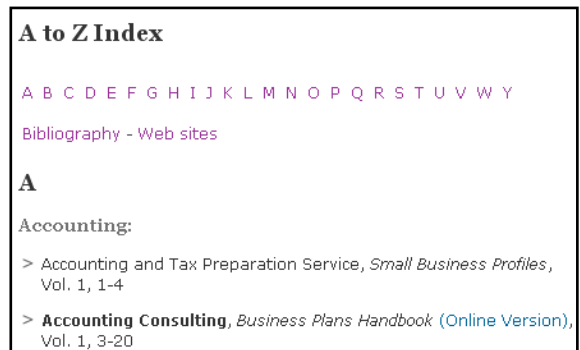 A to Z Index
A B C D E F G H I J K L M N O P Q R S T U V W Y
Bibliography - Web sites
A
Accounting:
> Accounting and Tax Preparation Service, Small Business Profiles,
Vol. 1, 1-4
> Accounting Consulting, Business Plans Handbook (Online Version),
Vol. 1, 3-20